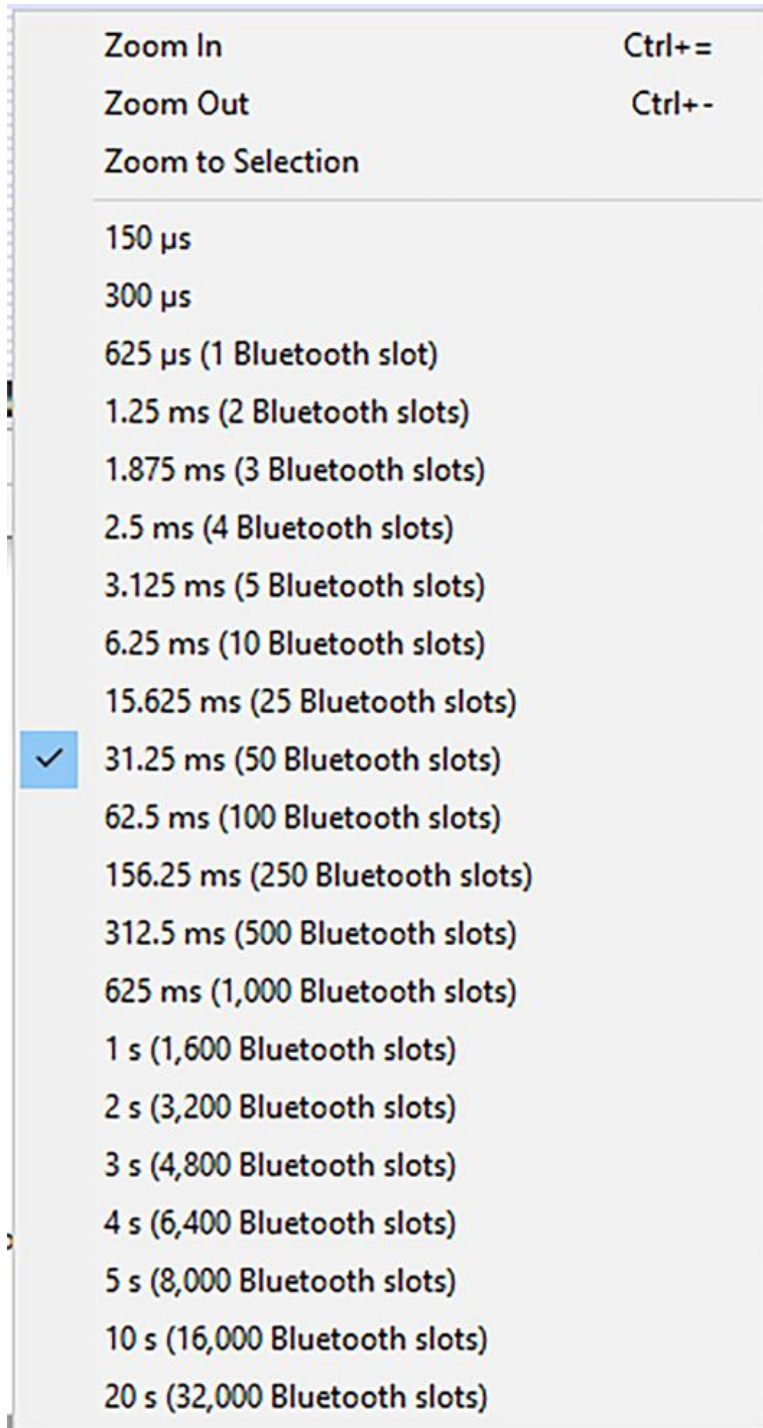 Zoom In Ctrl+=
Zoom Out Ctrl+-
Zoom to Selection
150 µs
300 µs
625 µs (1 Bluetooth slot)
1.25 ms (2 Bluetooth slots)
1.875 ms (3 Bluetooth slots)
2.5 ms (4 Bluetooth slots)
3.125 ms (5 Bluetooth slots)
6.25 ms (10 Bluetooth slots)
15.625 ms (25 Bluetooth slots)
31.25 ms (50 Bluetooth slots)
62.5 ms (100 Bluetooth slots)
156.25 ms (250 Bluetooth slots)
312.5 ms (500 Bluetooth slots)
625 ms (1,000 Bluetooth slots)
1 s (1,600 Bluetooth slots)
2 s (3,200 Bluetooth slots)
3 s (4,800 Bluetooth slots)
4 s (6,400 Bluetooth slots)
5 s (8,000 Bluetooth slots)
10 s (16,000 Bluetooth slots)
20 s (32,000 Bluetooth slots)